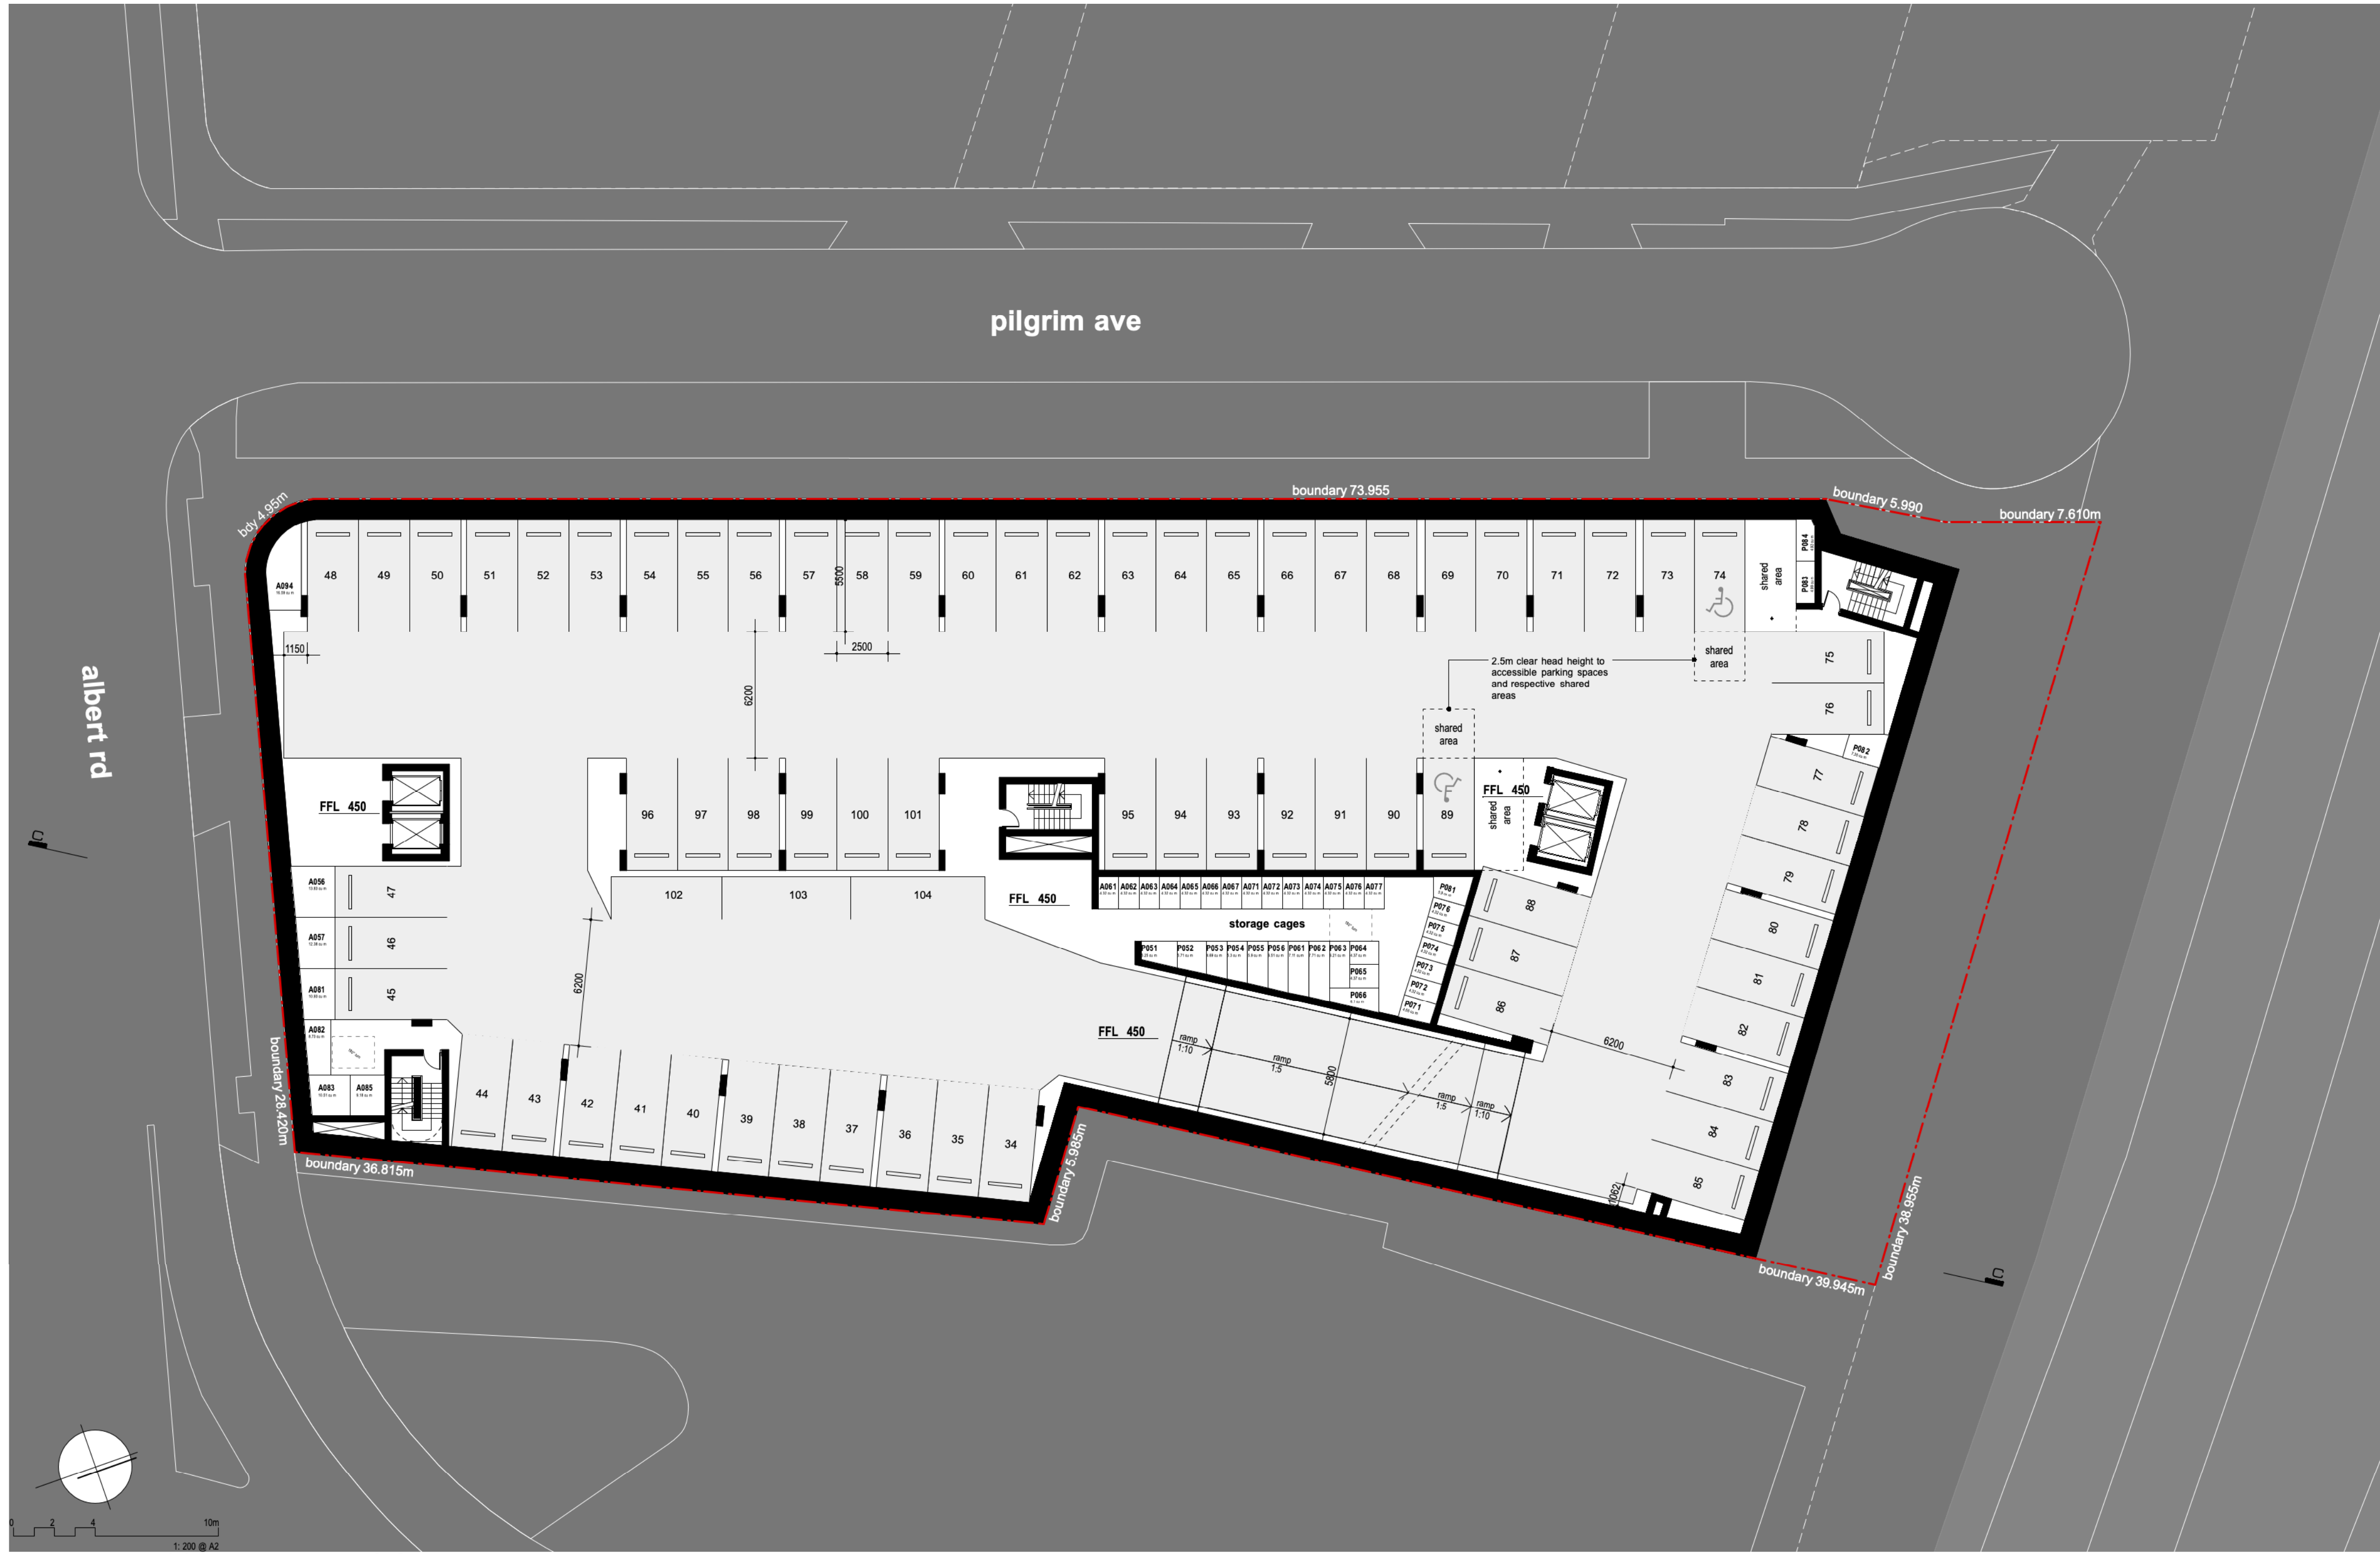 pilgrim ave
boundary 73.955
boundary 5.990
boundary 7.610m
bdy 4.95m
A094
48
49
50
51
52
53
54
55
56
57
5500
58
59
60
61
62
63
64
65
66
67
68
69
70
71
72
73
74
shared
area
P084
P083
1150
6200
2500
2.5m clear head height to
accessible parking spaces
and respective shared
areas
shared
area
75
76
P082
albert rd
shared
area
FFL 450
96
97
98
99
100
101
95
94
93
92
91
90
89
FFL 450
shared
area
77
78
79
80
81
82
83
84
85
A056
47
A057
46
A081
45
102
103
104
FFL 450
A061
A062
A063
A064
A065
A066
A067
A071
A072
A073
A074
A075
A076
A077
storage cages
P081
P076
P075
P074
P073
P072
P071
P051
P052
P053
P054
P055
P056
P061
P062
P063
P064
P065
P066
88
87
86
6200
6200
FFL 450
ramp
1:10
ramp
1:5
5800
ramp
1:5
ramp
1:10
A082
A083
A085
44
43
42
41
40
39
38
37
36
35
34
1062
boundary 28.420m
boundary 36.815m
boundary 5.985m
boundary 39.945m
boundary 38.955m
c
c
0 2 4 10m
1: 200 @ A2